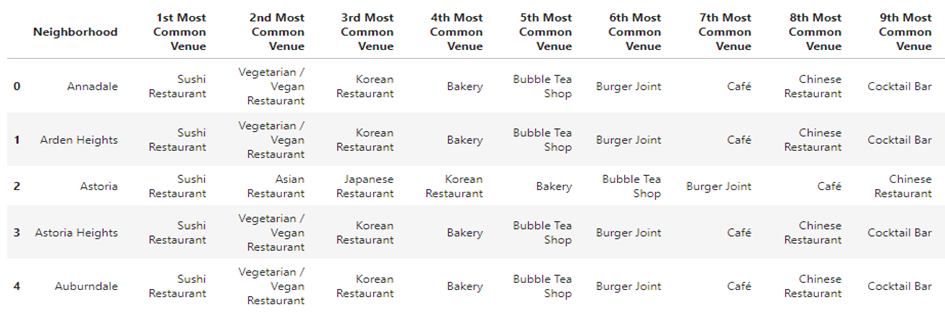 Neighborhood 1st Most Common Venue 2nd Most Common Venue 3rd Most Common Venue 4th Most Common Venue 5th Most Common Venue 6th Most Common Venue 7th Most Common Venue 8th Most Common Venue 9th Most Common Venue
0 Annadale Sushi Restaurant Vegetarian / Vegan Restaurant Korean Restaurant Bakery Bubble Tea Shop Burger Joint Café Chinese Restaurant Cocktail Bar
1 Arden Heights Sushi Restaurant Vegetarian / Vegan Restaurant Korean Restaurant Bakery Bubble Tea Shop Burger Joint Café Chinese Restaurant Cocktail Bar
2 Astoria Sushi Restaurant Asian Restaurant Japanese Restaurant Korean Restaurant Bakery Bubble Tea Shop Burger Joint Café Chinese Restaurant
3 Astoria Heights Sushi Restaurant Vegetarian / Vegan Restaurant Korean Restaurant Bakery Bubble Tea Shop Burger Joint Café Chinese Restaurant Cocktail Bar
4 Auburndale Sushi Restaurant Vegetarian / Vegan Restaurant Korean Restaurant Bakery Bubble Tea Shop Burger Joint Café Chinese Restaurant Cocktail Bar